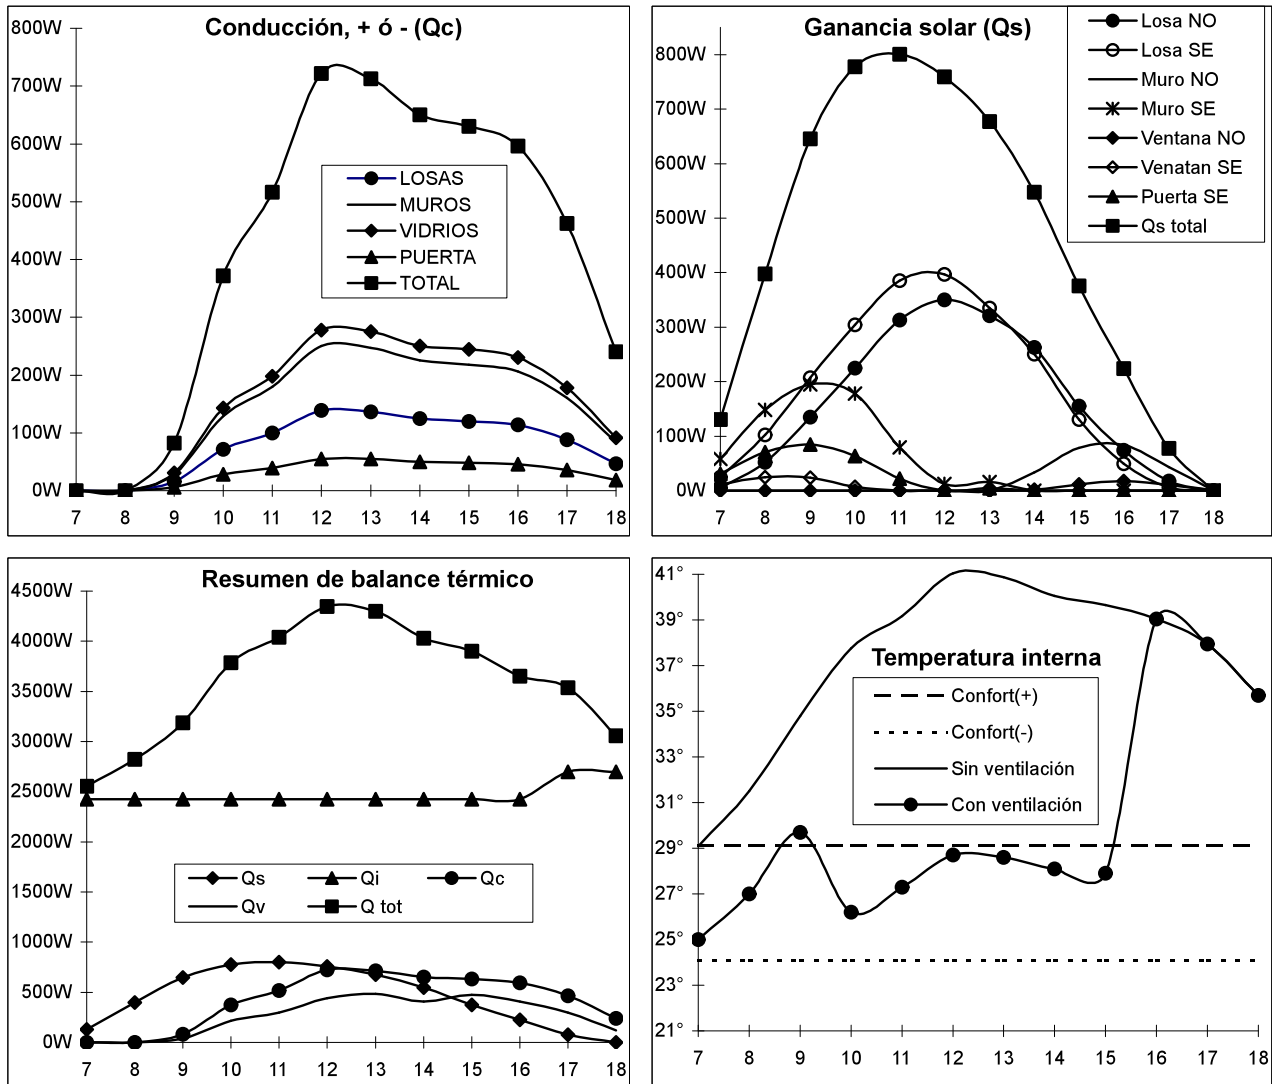 Conducción, + ó - (Qc)
800W
700W
600W
500W
400W
300W
200W
100W
0W
7 8 9 10 11 12 13 14 15 16 17 18
LOSAS
MUROS
VIDRIOS
PUERTA
TOTAL
Ganancia solar (Qs)
800W
700W
600W
500W
400W
300W
200W
100W
0W
7 8 9 10 11 12 13 14 15 16 17 18
Losa NO
Losa SE
Muro NO
Muro SE
Ventana NO
Venatan SE
Puerta SE
Qs total
Resumen de balance térmico
4500W
4000W
3500W
3000W
2500W
2000W
1500W
1000W
500W
0W
7 8 9 10 11 12 13 14 15 16 17 18
Qs Qi Qc
Qv Q tot
Temperatura interna
41°
39°
37°
35°
33°
31°
29°
27°
25°
23°
21°
7 8 9 10 11 12 13 14 15 16 17 18
Confort(+)
Confort(-)
Sin ventilación
Con ventilación